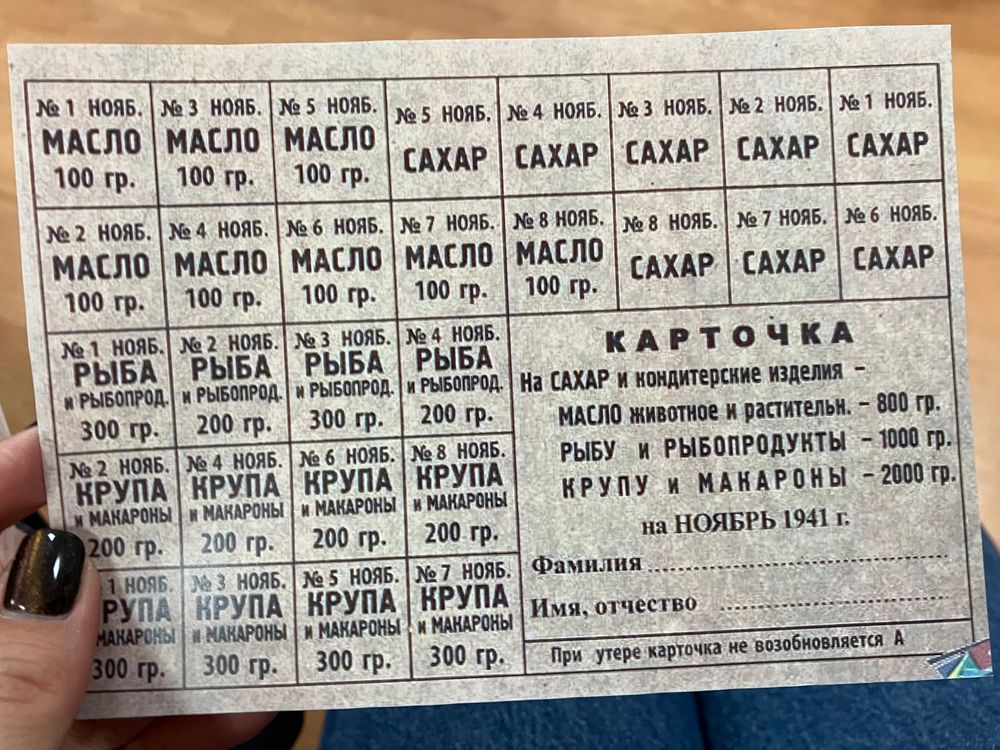 № 1 НОЯБ.
МАСЛО
100 гр.
№ 3 НОЯБ.
МАСЛО
100 гр.
№ 5 НОЯБ.
МАСЛО
100 гр.
№ 5 НОЯБ.
САХАР
№ 4 НОЯБ.
САХАР
№ 3 НОЯБ.
САХАР
№ 2 НОЯБ.
САХАР
№ 1 НОЯБ.
САХАР
№ 2 НОЯБ.
МАСЛО
100 гр.
№ 4 НОЯБ.
МАСЛО
100 гр.
№ 6 НОЯБ.
МАСЛО
100 гр.
№ 7 НОЯБ.
МАСЛО
100 гр.
№ 8 НОЯБ.
МАСЛО
100 гр.
№ 8 НОЯБ.
САХАР
№ 7 НОЯБ.
САХАР
№ 6 НОЯБ.
САХАР
№ 1 НОЯБ.
РЫБА
и РЫБОПРОД.
300 гр.
№ 2 НОЯБ.
РЫБА
и РЫБОПРОД.
200 гр.
№ 3 НОЯБ.
РЫБА
и РЫБОПРОД.
300 гр.
№ 4 НОЯБ.
РЫБА
и РЫБОПРОД.
200 гр.
№ 2 НОЯБ.
КРУПА
и МАКАРОНЫ
200 гр.
№ 4 НОЯБ.
КРУПА
и МАКАРОНЫ
200 гр.
№ 6 НОЯБ.
КРУПА
и МАКАРОНЫ
200 гр.
№ 8 НОЯБ.
КРУПА
и МАКАРОНЫ
200 гр.
1 НОЯБ.
РУПА
МАКАРОНЫ
300 гр.
№ 3 НОЯБ.
КРУПА
и МАКАРОНЫ
300 гр.
№ 5 НОЯБ.
КРУПА
и МАКАРОНЫ
300 гр.
№ 7 НОЯБ.
КРУПА
и МАКАРОНЫ
300 гр.
КАРТОЧКА
На САХАР и кондитерские изделия –
МАСЛО животное и растительн. – 800 гр.
РЫБУ и РЫБОПРОДУКТЫ – 1000 гр.
КРУПУ и МАКАРОНЫ – 2000 гр.
на НОЯБРЬ 1941 г.
Фамилия
Имя, отчество
При утере карточка не возобновляется А